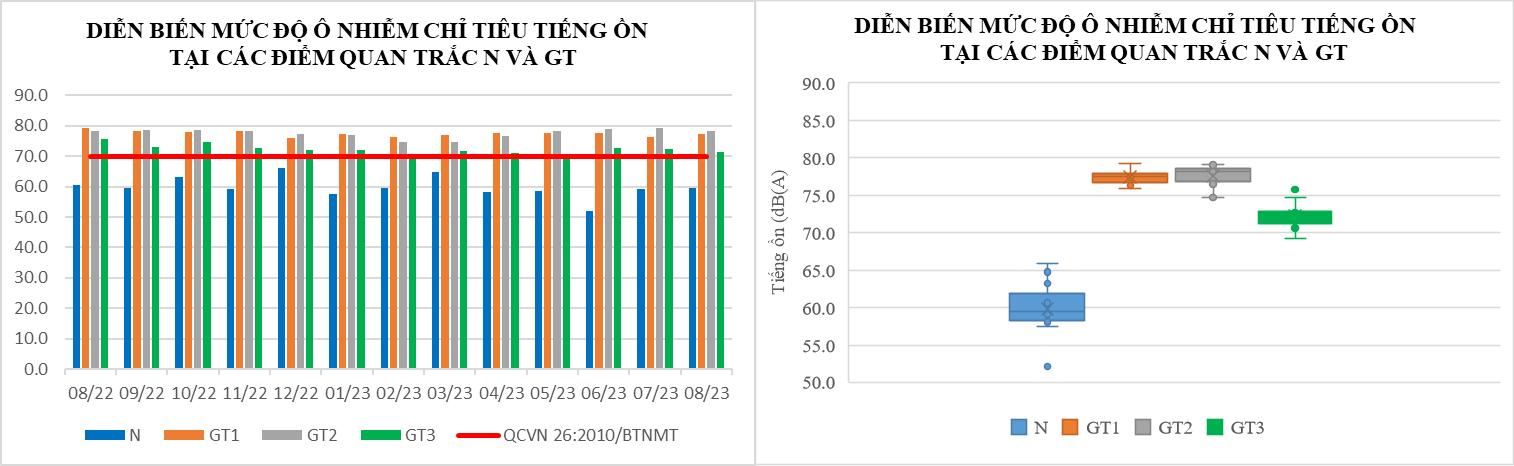 DIỄN BIẾN MỨC ĐỘ Ô NHIỄM CHỈ TIÊU TIẾNG ỒN
TẠI CÁC ĐIỂM QUAN TRẮC N VÀ GT
90.0
80.0
70.0
60.0
50.0
40.0
30.0
20.0
10.0
0.0
08/22 09/22 10/22 11/22 12/22 01/23 02/23 03/23 04/23 05/23 06/23 07/23 08/23
N GT1 GT2 GT3 QCVN 26:2010/BTNMT
DIỄN BIẾN MỨC ĐỘ Ô NHIỄM CHỈ TIÊU TIẾNG ỒN
TẠI CÁC ĐIỂM QUAN TRẮC N VÀ GT
Tiếng ồn (dB(A)
90.0
85.0
80.0
75.0
70.0
65.0
60.0
55.0
50.0
N GT1 GT2 GT3